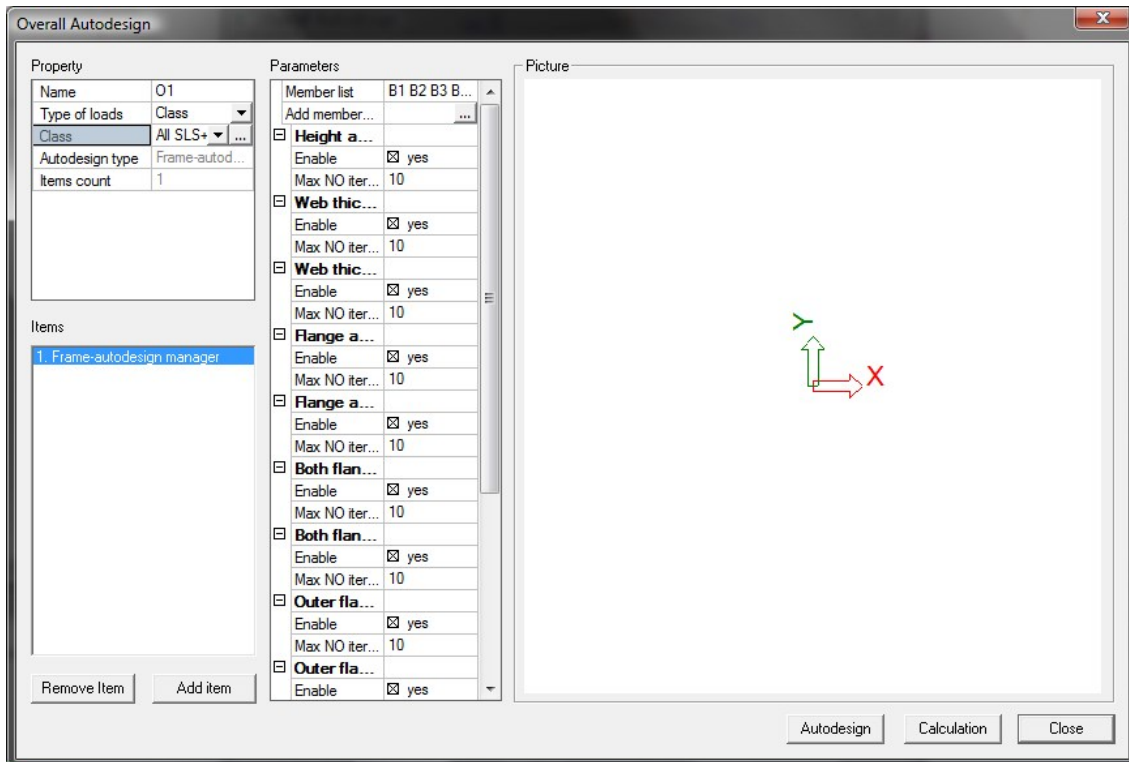 Overall Autodesign
Property
Name O1
Type of loads Class
Class All SLS+ ...
Autodesign type Frame-autod...
Items count 1
Items
1. Frame-autodesign manager
Remove Item Add item
Parameters
Member list B1 B2 B3 B...
Add member... ...
Height a...
Enable yes
Max NO iter... 10
Web thic...
Enable yes
Max NO iter... 10
Web thic...
Enable yes
Max NO iter... 10
Flange a...
Enable yes
Max NO iter... 10
Flange a...
Enable yes
Max NO iter... 10
Both flan...
Enable yes
Max NO iter... 10
Both flan...
Enable yes
Max NO iter... 10
Outer fla...
Enable yes
Max NO iter... 10
Outer fla...
Enable yes
Picture
Y
X
Autodesign Calculation Close